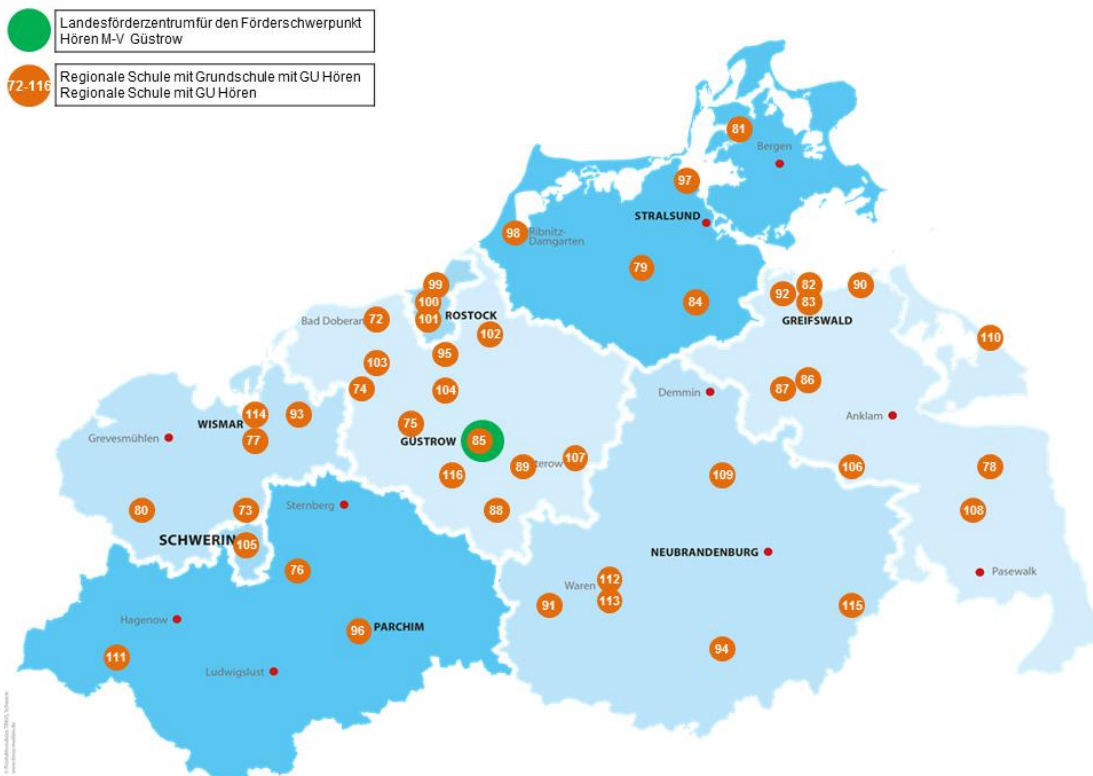 Landesförderzentrumfür den Förderschwerpunkt
Hören M-V Güstrow
72-116
Regionale Schule mit Grundschule mit GU Hören
Regionale Schule mit GU Hören
81
Bergen
97
STRALSUND
98
Ribnitz-
Damgarten
79
84
99
100
101
ROSTOCK
Bad Doberan
72
102
92
82
83
90
GREIFSWALD
110
95
103
74
104
87
86
Demmin
Anklam
114
93
WISMAR
77
Grevesmühlen
75
GÜSTROW
85
116
89
terow
107
109
106
78
80
73
Sternberg
88
108
SCHWERIN
105
76
NEUBRANDENBURG
Pasewalk
Waren
112
113
91
115
Hagenow
96
PARCHIM
111
Ludwigslust
94